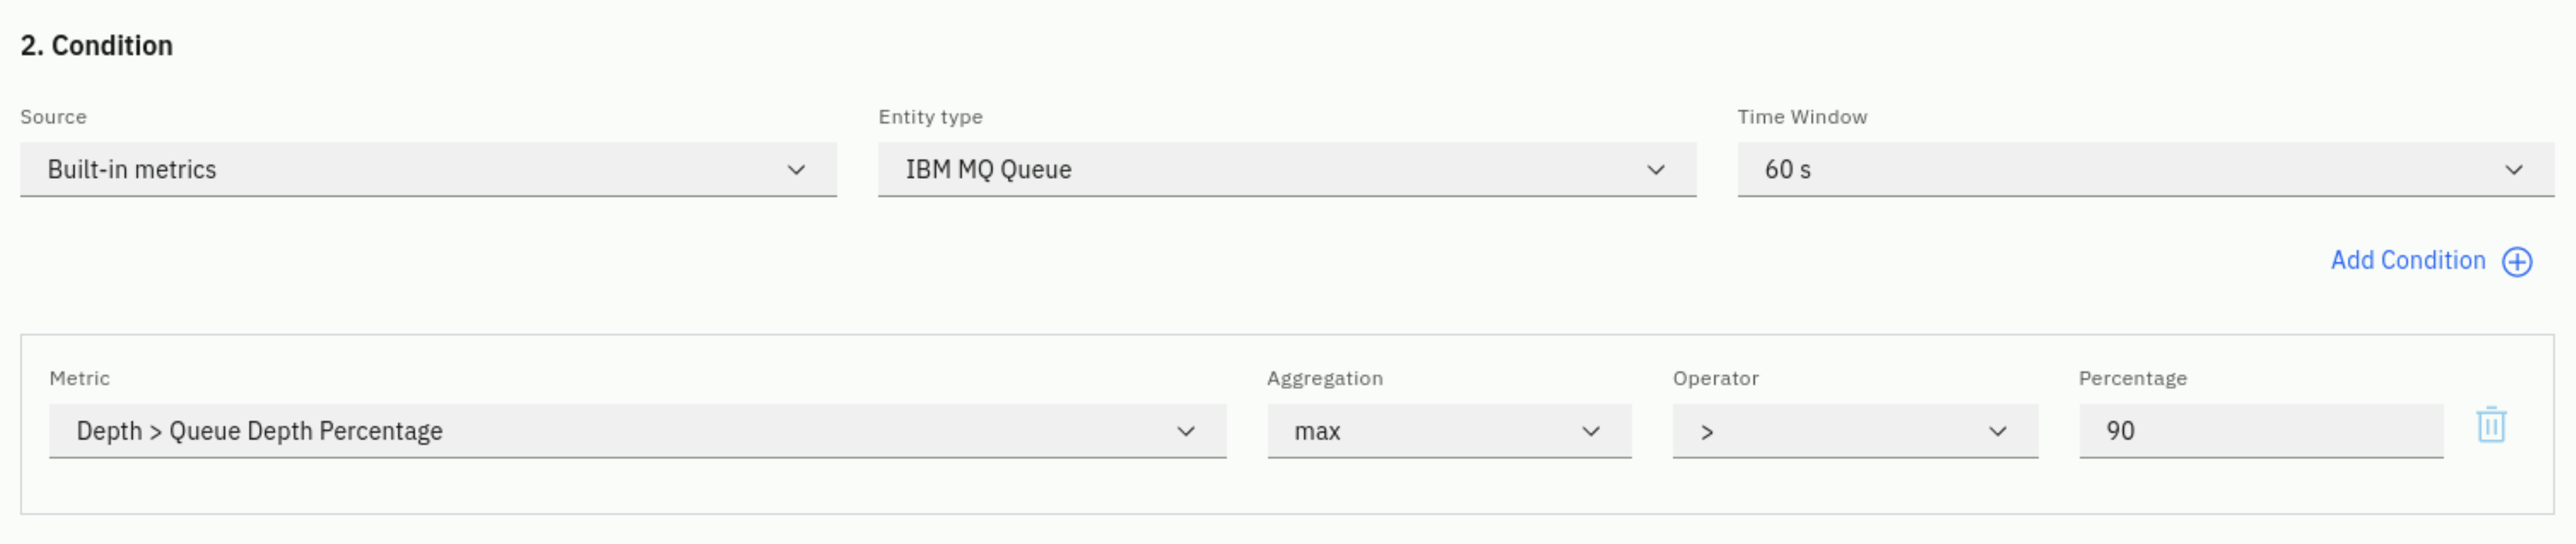 2. Condition
Source Entity type Time Window
Built-in metrics IBM MQ Queue 60 s
Add Condition
Metric Aggregation Operator Percentage
Depth > Queue Depth Percentage max > 90